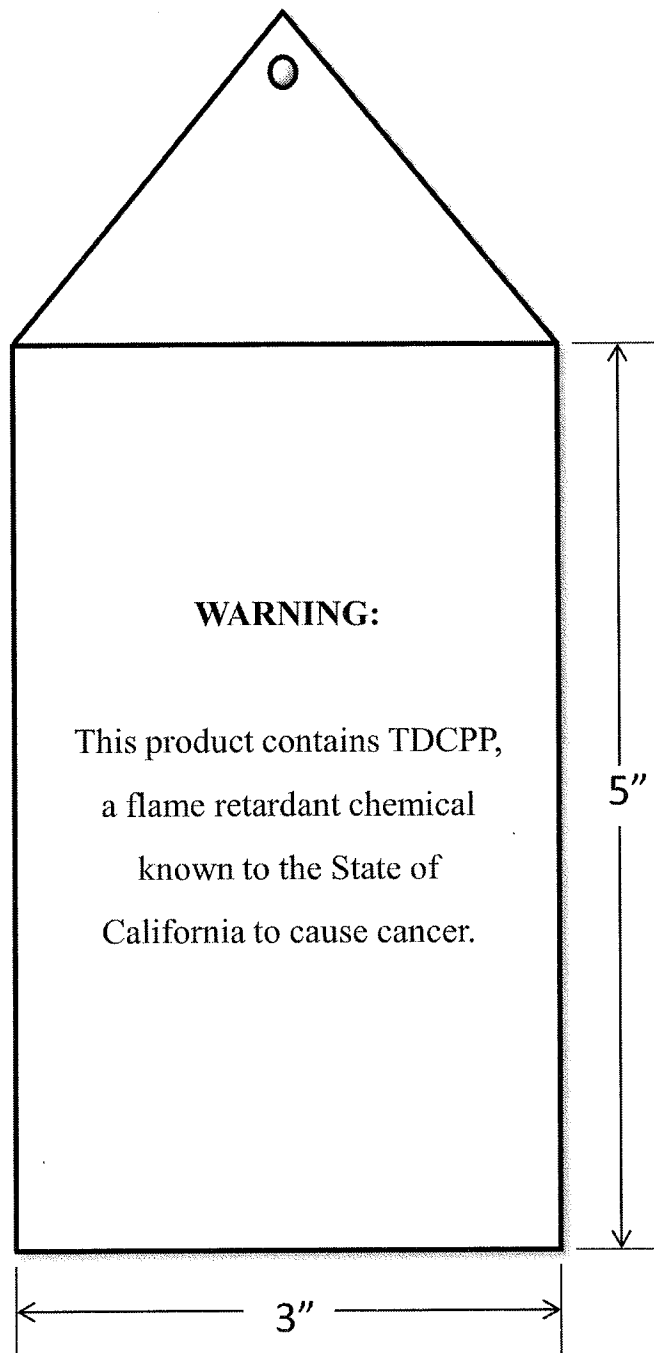 WARNING:
This product contains TDCPP,
a flame retardant chemical
known to the State of
California to cause cancer.
5”
3”